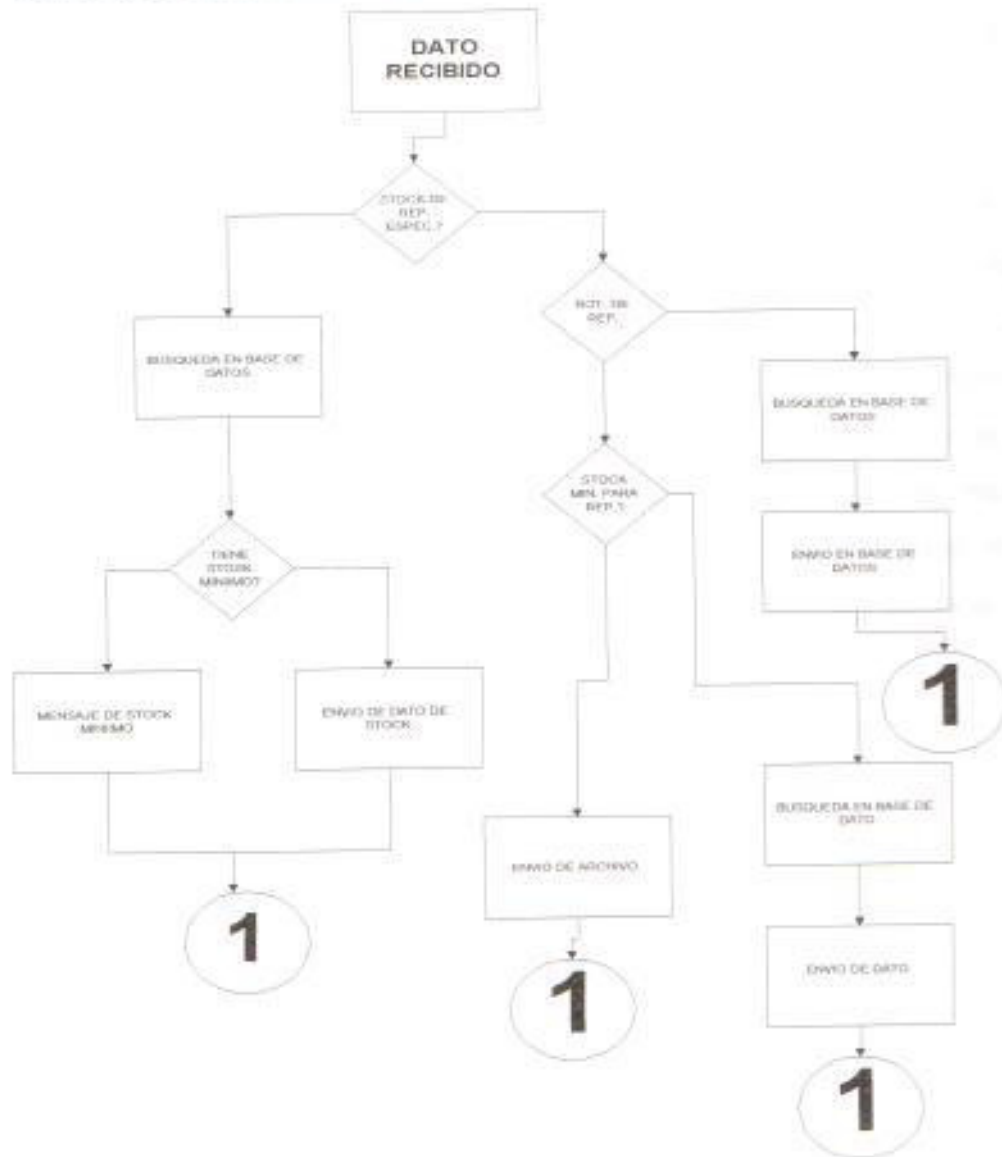 DATO
RECIBIDO
STOCK DE
REP.
ESPEC.?
REP.
BUSQUEDA EN BASE DE
DATOS
BUSQUEDA EN BASE DE
DATOS
STOCK
MIN. PARA
REP.?
TIENE
STOCK
MINIMO?
ENVIO EN BASE DE
DATOS
MENSAJE DE STOCK
MINIMO
ENVIO DE DATO DE
STOCK
1
BUSQUEDA EN BASE DE
DATO
ENVIO DE ARCHIVO
1
ENVIO DE DATO
1
1